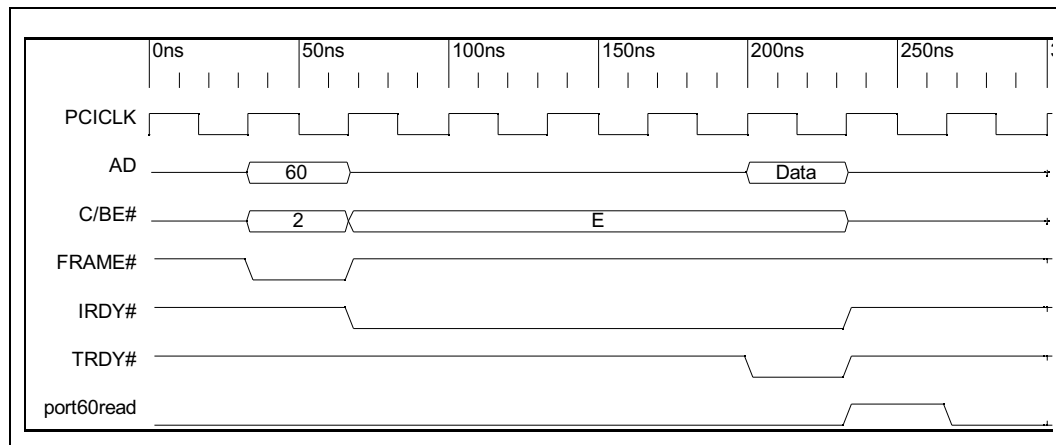 0ns 50ns 100ns 150ns 200ns 250ns
PCICLK
AD 60 Data
C/BE# 2 E
FRAME#
IRDY#
TRDY#
port60read